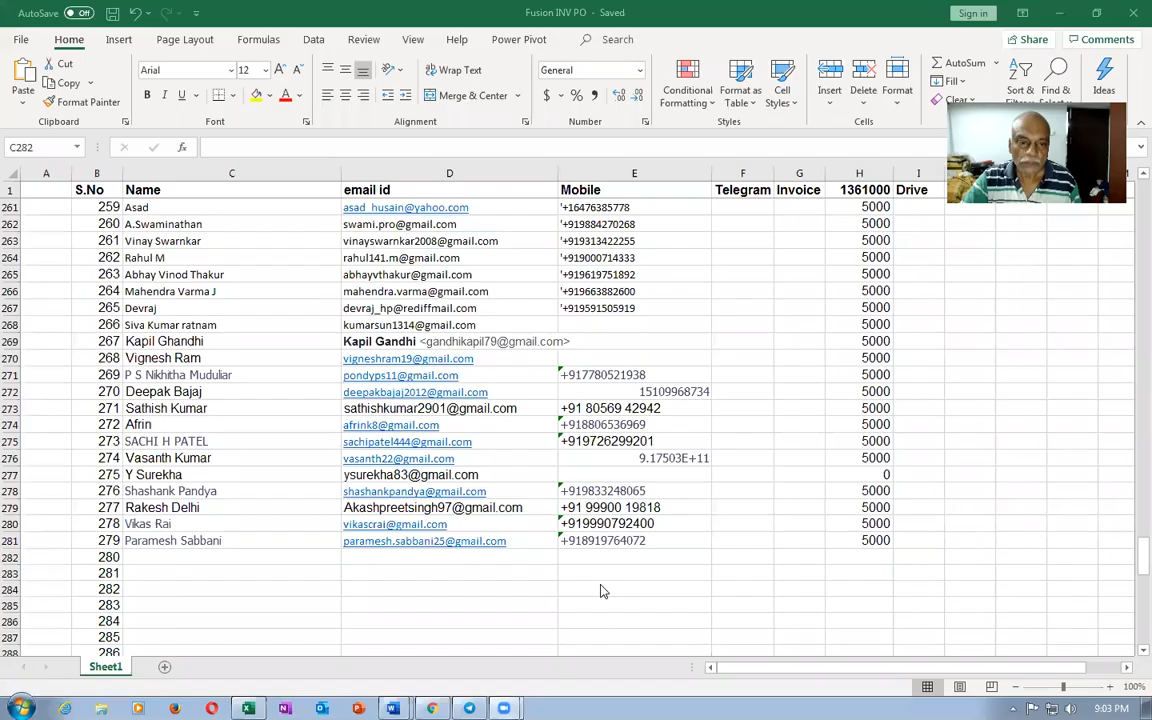 AutoSave Off Fusion INV PO - Saved Sign in
File Home Insert Page Layout Formulas Data Review View Help Power Pivot Search Share Comments
Paste Cut Copy Format Painter Clipboard
Arial 12 B I U Font
Wrap Text Merge & Center Alignment
General $ % Number
Conditional Formatting Format as Table Cell Styles Styles
Insert Delete Format Cells
AutoSum Fill Clear Sort & Find & Ideas
C282 fx
A B C D E F G H I
1 S.No Name email id Mobile Telegram Invoice 1361000 Drive
261 259 Asad asad_husain@yahoo.com '+16476385778 5000
262 260 A.Swaminathan swami.pro@gmail.com '+919884270268 5000
263 261 Vinay Swarnkar vinayswarnkar2008@gmail.com '+919313422255 5000
264 262 Rahul M rahul141.m@gmail.com '+919000714333 5000
265 263 Abhay Vinod Thakur abhayvthakur@gmail.com '+919619751892 5000
266 264 Mahendra Varma J mahendra.varma@gmail.com '+919663882600 5000
267 265 Devraj devraj_hp@rediffmail.com '+919591505919 5000
268 266 Siva Kumar ratnam kumarsun1314@gmail.com 5000
269 267 Kapil Ghandhi Kapil Gandhi <gandhikapil79@gmail.com> 5000
270 268 Vignesh Ram vigneshram19@gmail.com 5000
271 269 P S Nikhitha Muduliar pondyps11@gmail.com +917780521938 5000
272 270 Deepak Bajaj deepakbajaj2012@gmail.com 15109968734 5000
273 271 Sathish Kumar sathishkumar2901@gmail.com +91 80569 42942 5000
274 272 Afrin afrink8@gmail.com +918806536969 5000
275 273 SACHI H PATEL sachipatel444@gmail.com +919726299201 5000
276 274 Vasanth Kumar vasanth22@gmail.com 9.17503E+11 5000
277 275 Y Surekha ysurekha83@gmail.com 0
278 276 Shashank Pandya shashankpandya@gmail.com +919833248065 5000
279 277 Rakesh Delhi Akashpreetsingh97@gmail.com +91 99900 19818 5000
280 278 Vikas Rai vikascrai@gmail.com +919990792400 5000
281 279 Paramesh Sabbani paramesh.sabbani25@gmail.com +918919764072 5000
282 280
283 281
284 282
285 283
286 284
287 285
288 286
Sheet1
100%
9:03 PM